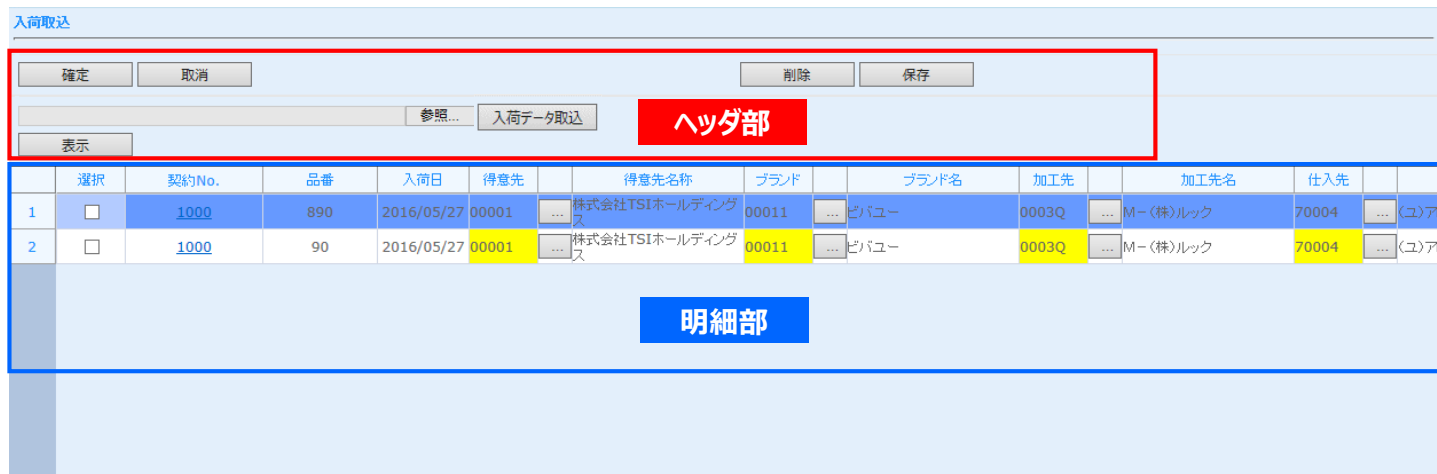 入荷取込
確定 取消 削除 保存
参照... 入荷データ取込
ヘッダ部
表示
選択 契約No. 品番 入荷日 得意先 得意先名称 ブランド ブランド名 加工先 加工先名 仕入先
1 1000 890 2016/05/27 00001 ... 株式会社TSIホールディングス 00011 ... ビバユー 0003Q ... M−(株)ルック 70004 ... (ユ)ア
2 1000 90 2016/05/27 00001 ... 株式会社TSIホールディングス 00011 ... ビバユー 0003Q ... M−(株)ルック 70004 ... (ユ)ア
明細部